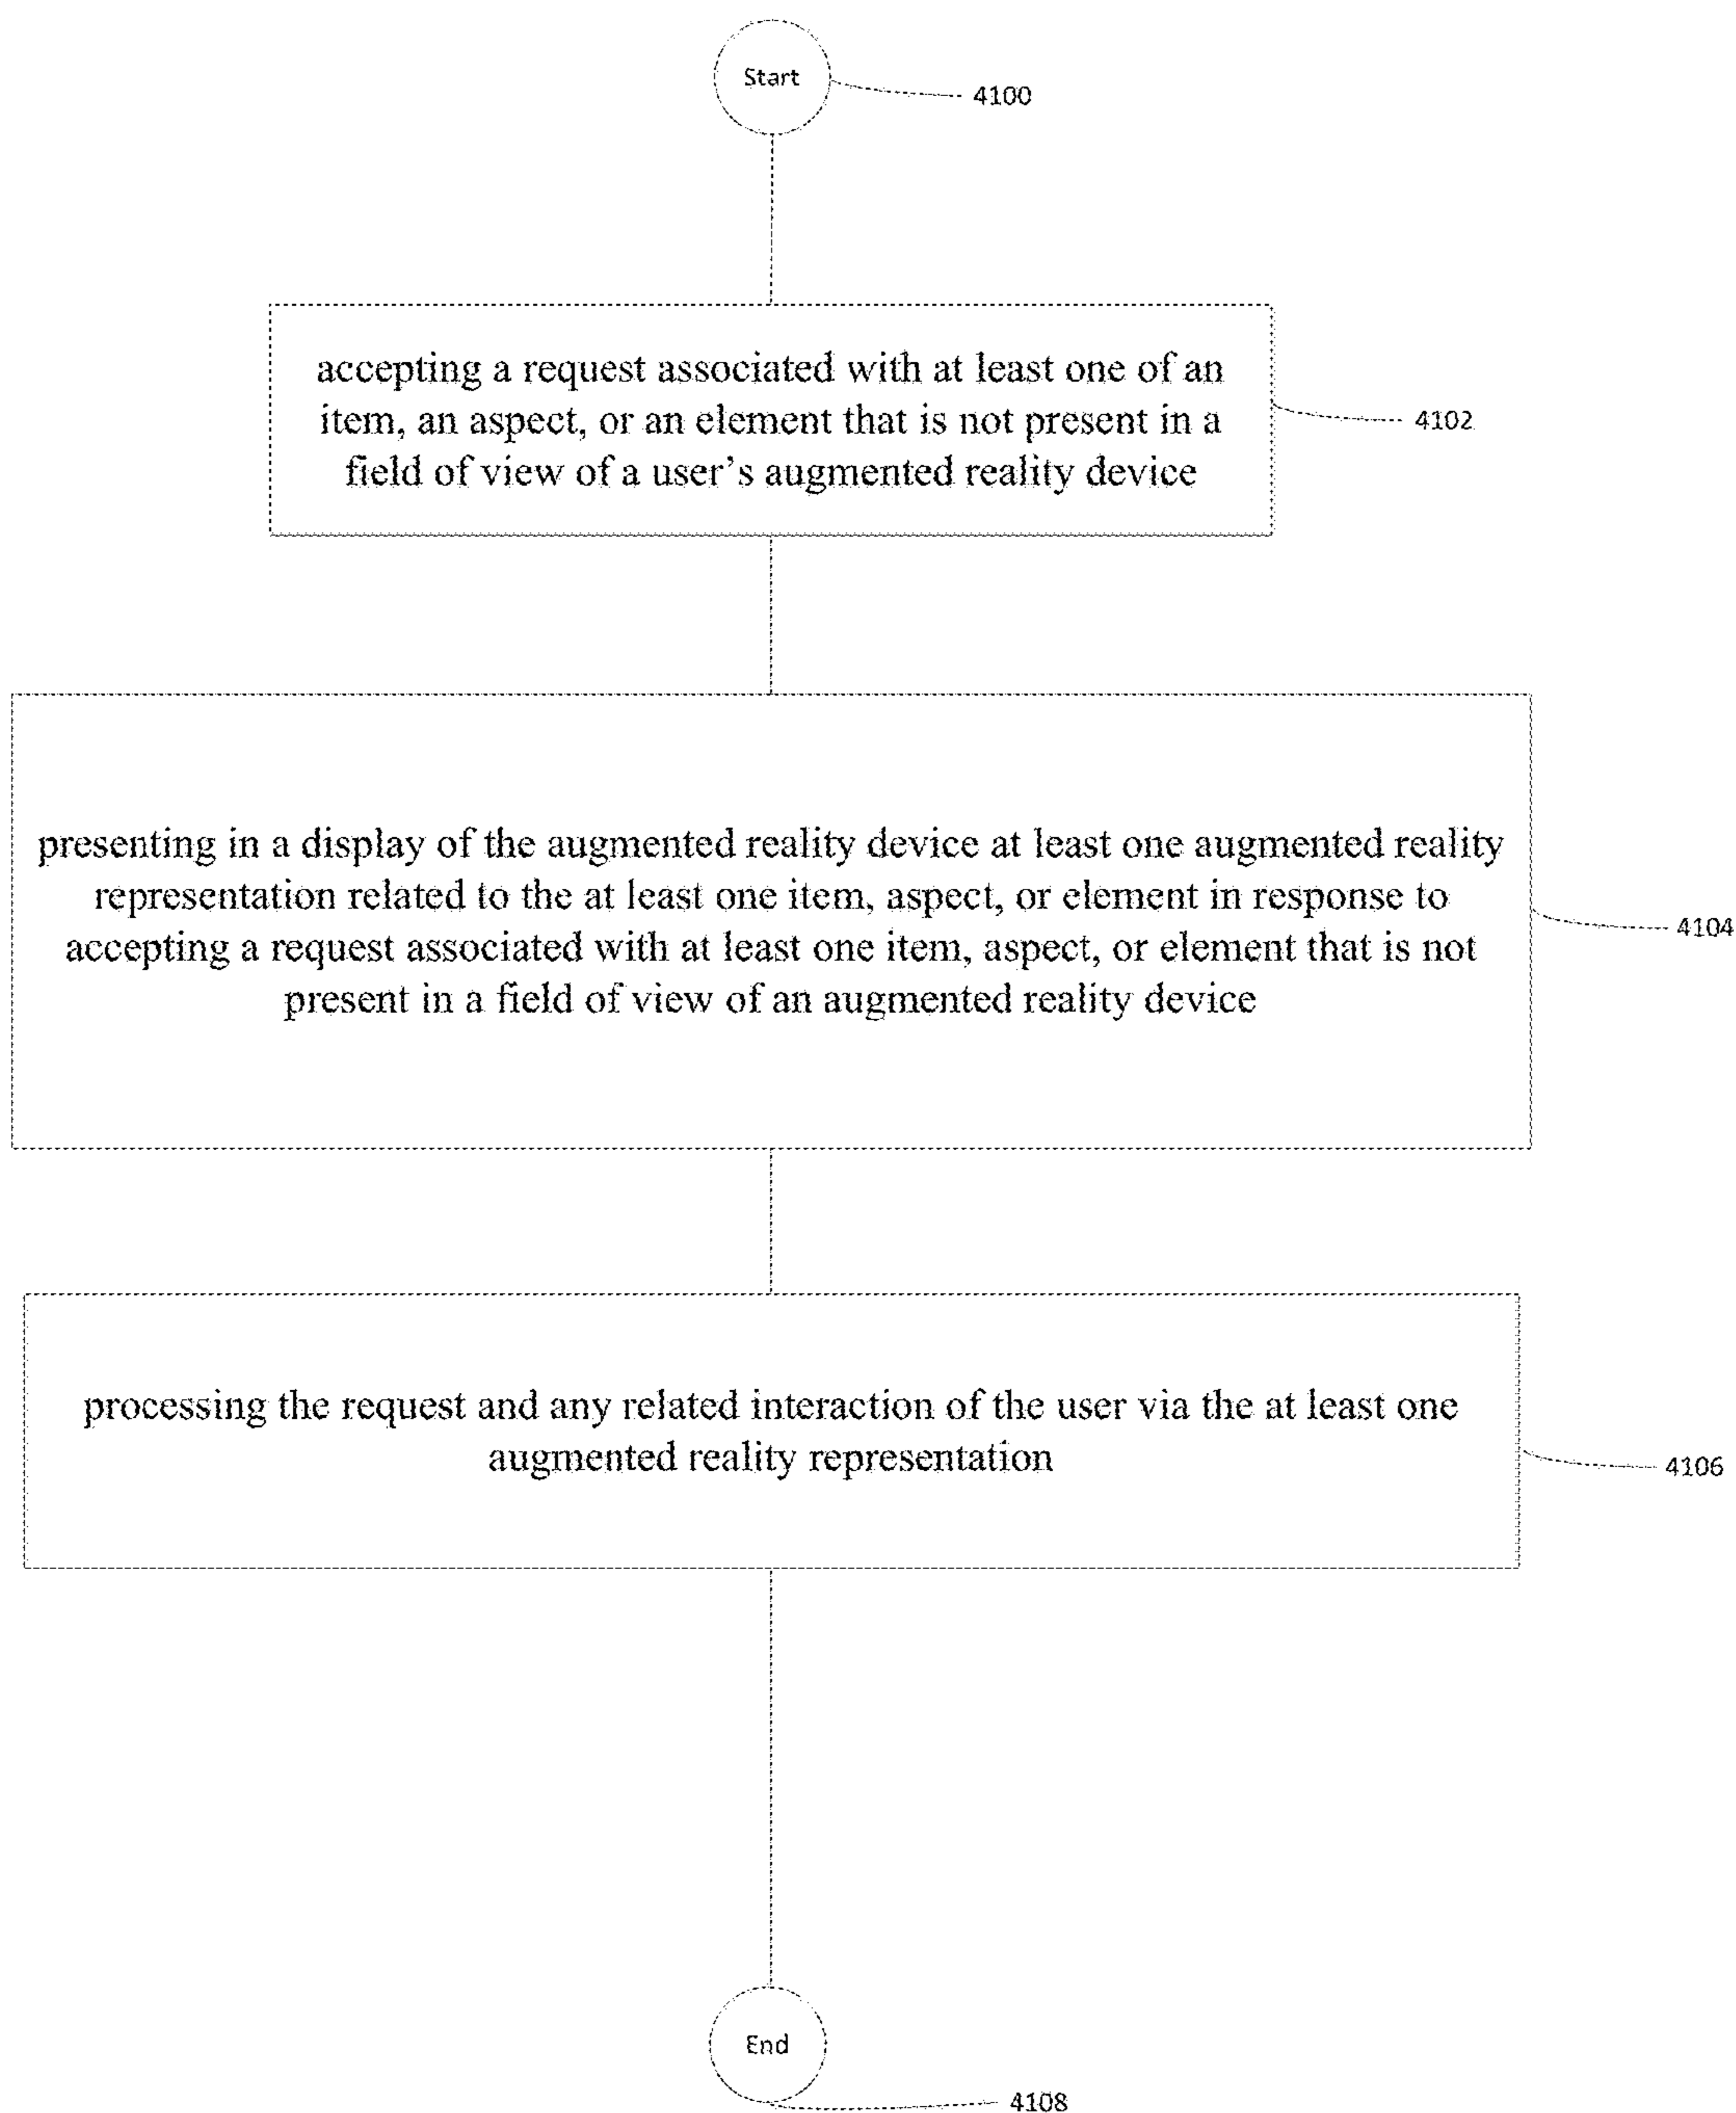 Start
4100
accepting a request associated with at least one of an
item, an aspect, or an element that is not present in a
field of view of a user's augmented reality device
4102
presenting in a display of the augmented reality device at least one augmented reality
representation related to the at least one item, aspect, or element in response to
accepting a request associated with at least one item, aspect, or element that is not
present in a field of view of an augmented reality device
4104
processing the request and any related interaction of the user via the at least one
augmented reality representation
4106
End
4108